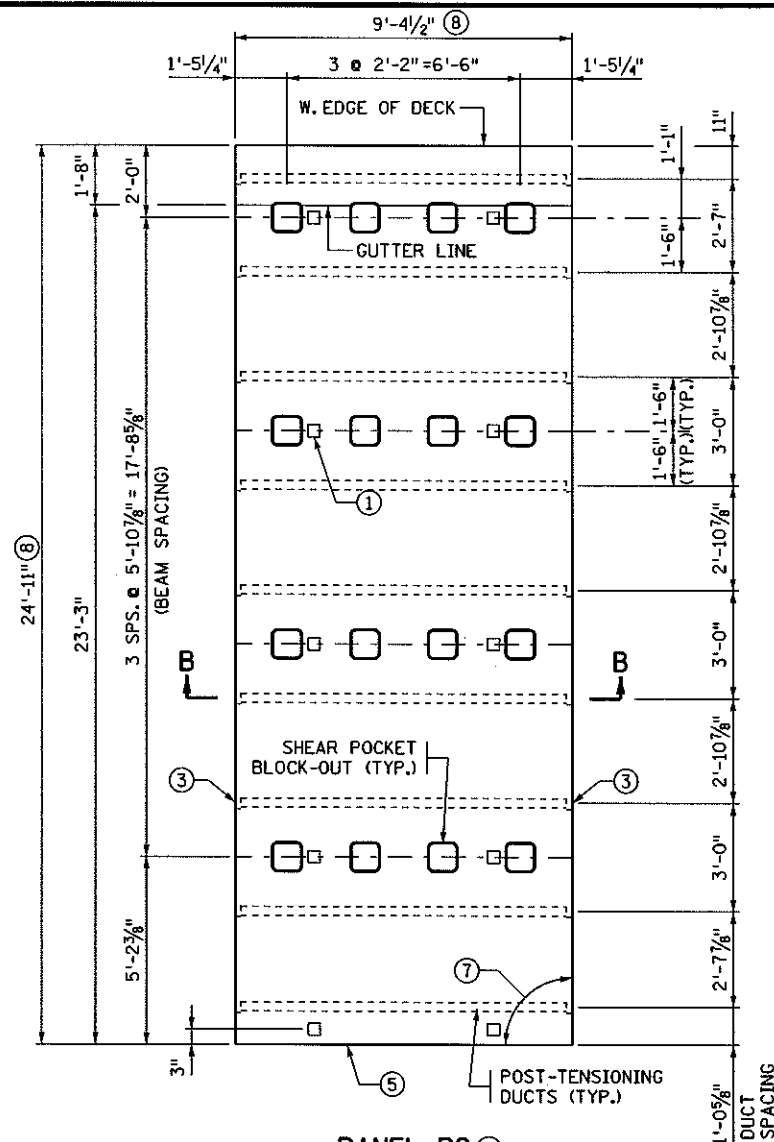 9'-4½" ⑧
1'-5¼"
3 @ 2'-2"=6'-6"
1'-5¼"
W. EDGE OF DECK
1'-8"
2'-0"
1'-1"
11"
GUTTER LINE
1'-6"
2'-7"
2'-10⅞"
1'-6"
(TYP.)
1'-6"
(TYP.)
3'-0"
①
2'-10⅞"
24'-11" ⑧
23'-3"
3 SPS. @ 5'-10⅞" = 17'-8⅝"
(BEAM SPACING)
3'-0"
B
B
2'-10⅞"
SHEAR POCKET
BLOCK-OUT (TYP.)
③
③
3'-0"
5'-2⅜"
2'-7⅞"
⑦
3"
⑤
POST-TENSIONING
DUCTS (TYP.)
1'-0⅝"
DUCT
SPACING